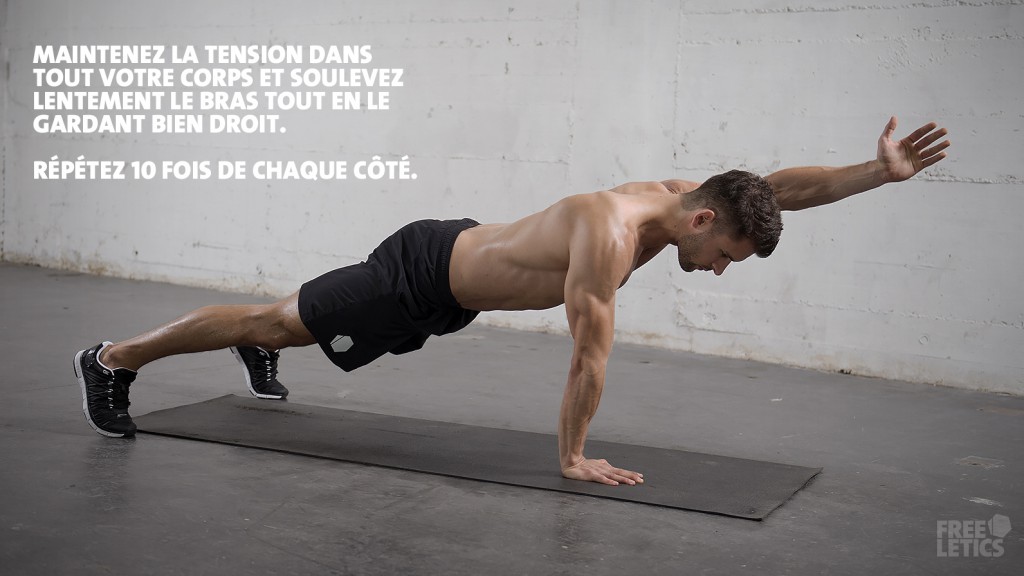 MAINTENEZ LA TENSION DANS
TOUT VOTRE CORPS ET SOULEVEZ
LENTEMENT LE BRAS TOUT EN LE
GARDANT BIEN DROIT.
RÉPÉTEZ 10 FOIS DE CHAQUE CÔTÉ.
FREE
LETICS